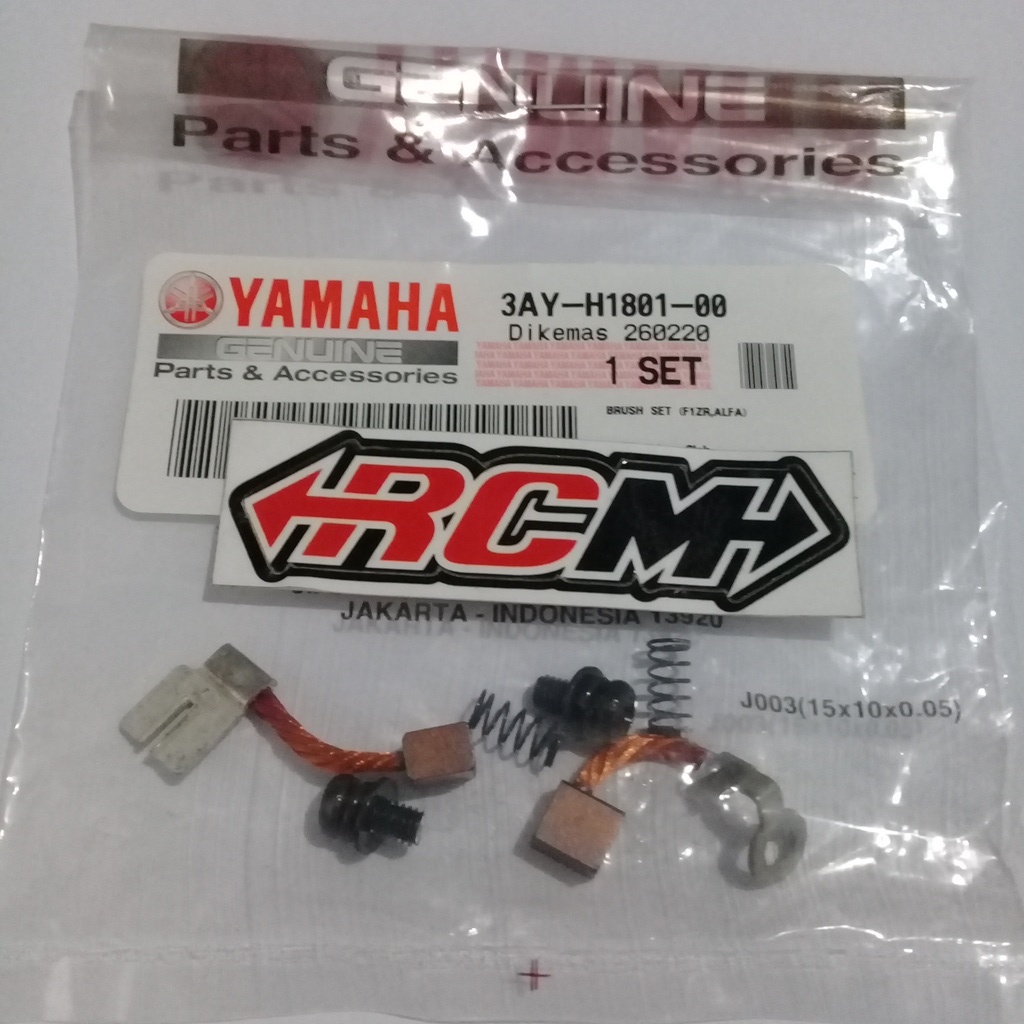 GENUINE
Parts & Accessories
YAMAHA
GENUINE
Parts & Accessories
3AY-H1801-00
Dikemas 260220
1 SET
BRUSH SET (F1ZR,ALFA)
RCM
JAKARTA - INDONESIA 13920
J003(15x10x0.05)